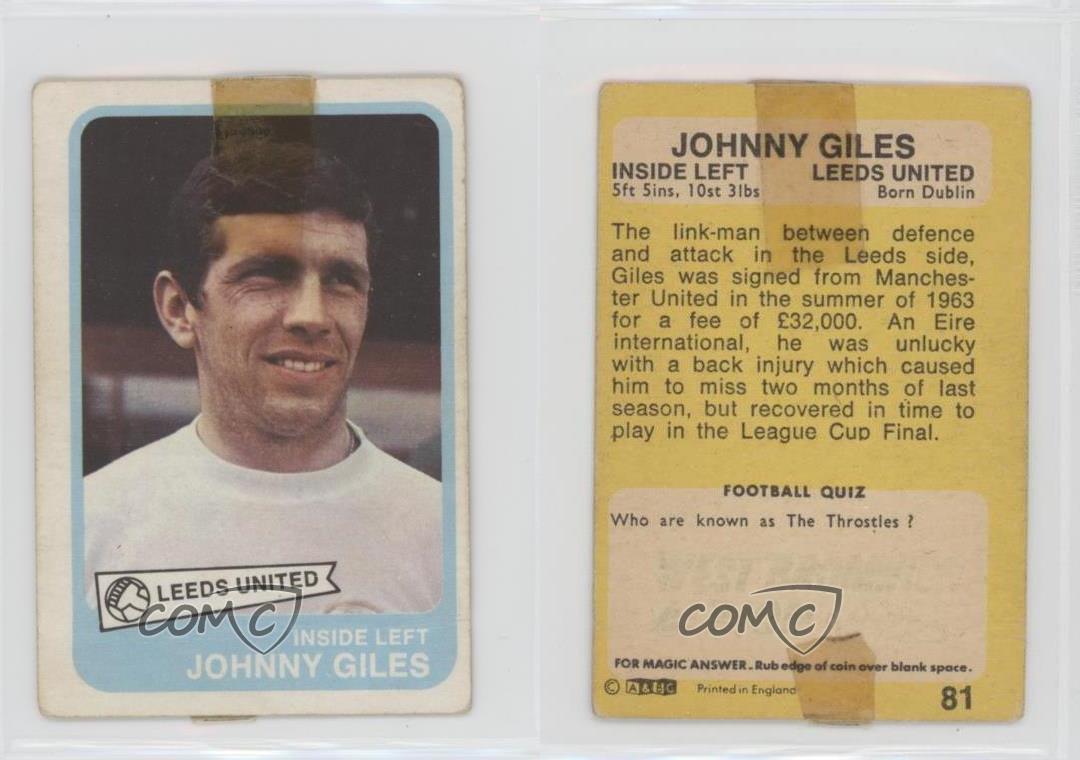 LEEDS UNITED
INSIDE LEFT
JOHNNY GILES
COMC
JOHNNY GILES
INSIDE LEFT LEEDS UNITED
5ft 5ins, 10st 3lbs Born Dublin
The link-man between defence
and attack in the Leeds side,
Giles was signed from Manches-
ter United in the summer of 1963
for a fee of £32,000. An Eire
international, he was unlucky
with a back injury which caused
him to miss two months of last
season, but recovered in time to
play in the League Cup Final.
FOOTBALL QUIZ
Who are known as The Throstles ?
COMC
FOR MAGIC ANSWER. Rub edge of coin over blank space.
© A&BC Printed in England 81